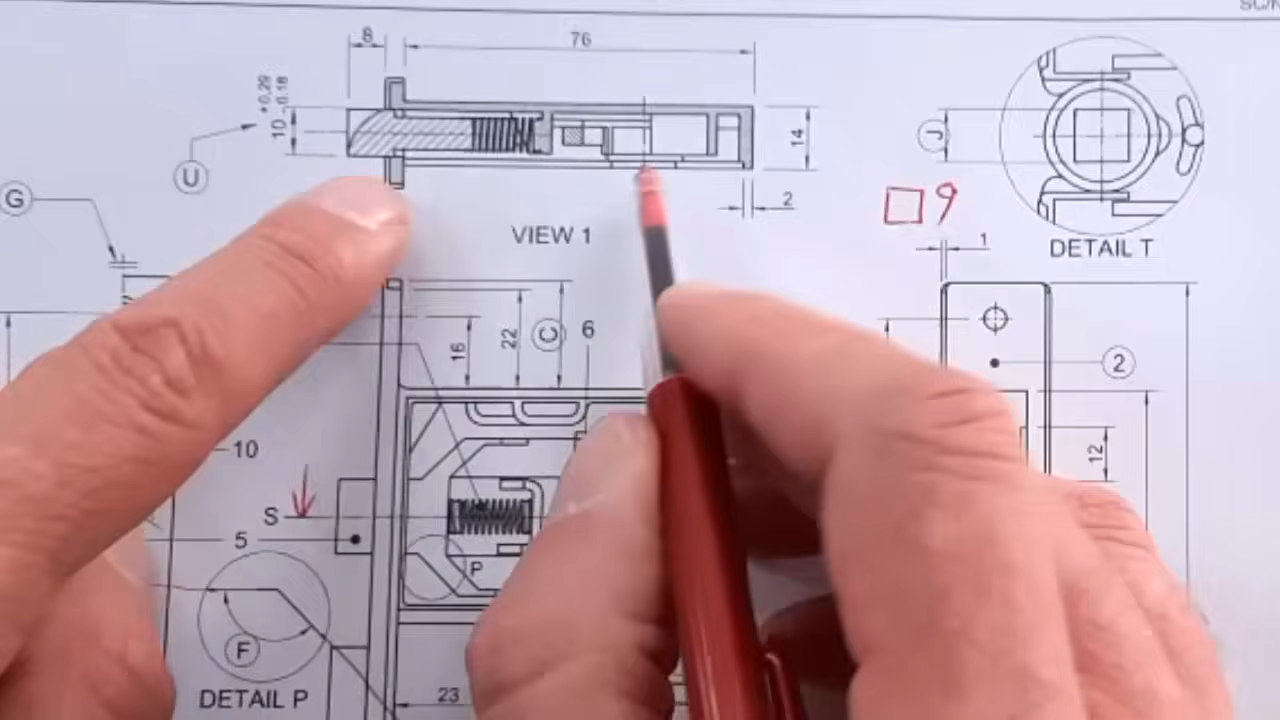 SC/N
8
76
+0.29
10 -0.18
14
J
U
G
2
□ 9
VIEW 1
1
DETAIL T
6
16
22
C
2
10
12
S
5
P
F
DETAIL P
23